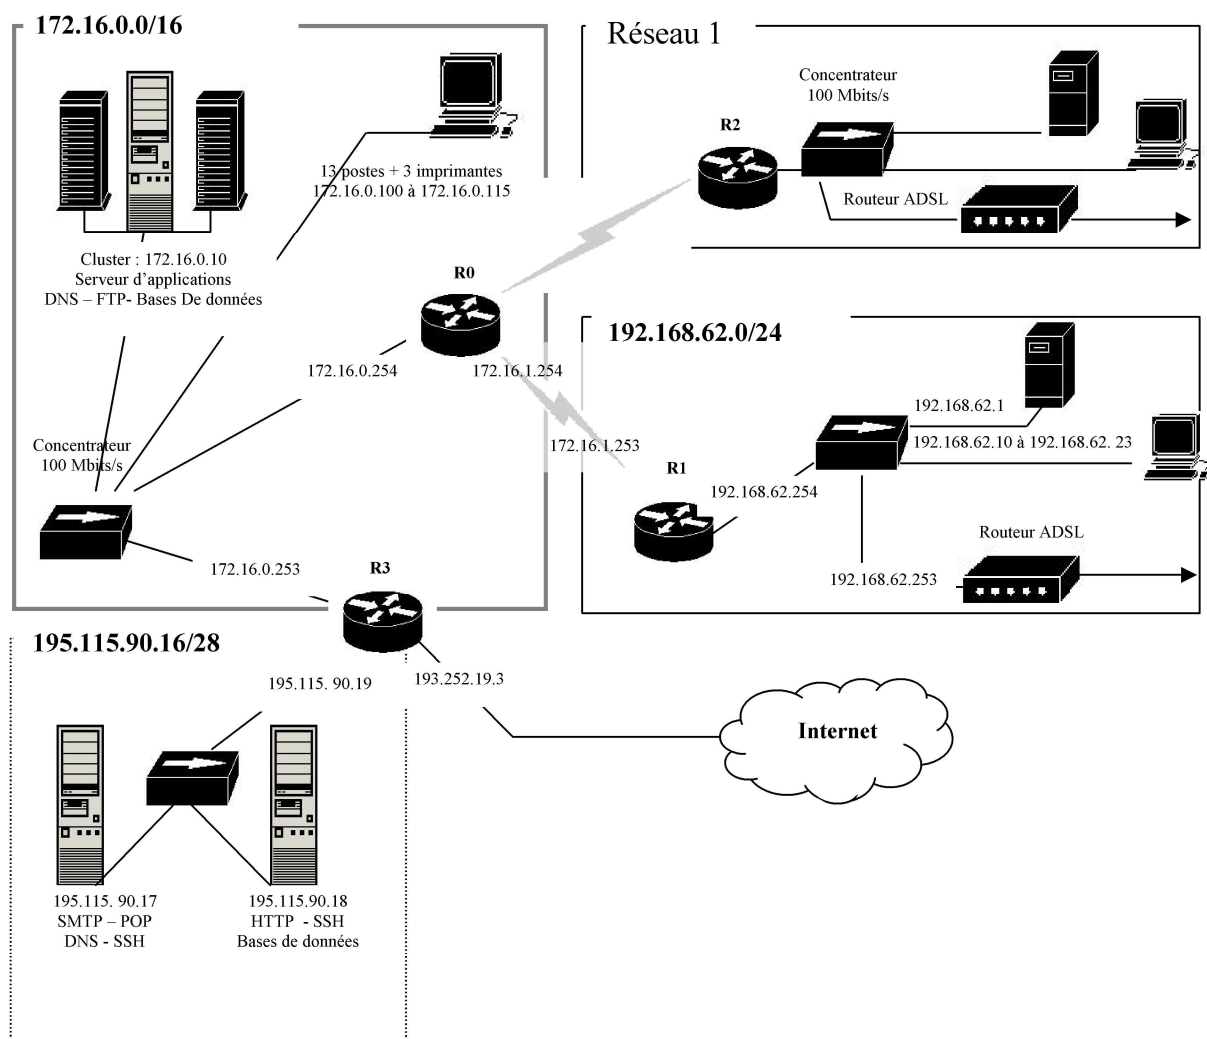 172.16.0.0/16
13 postes + 3 imprimantes
172.16.0.100 à 172.16.0.115
Cluster : 172.16.0.10
Serveur d'applications
DNS – FTP- Bases De données
R0
172.16.0.254
172.16.1.254
Concentrateur
100 Mbits/s
172.16.0.253
R3
Réseau 1
Concentrateur
100 Mbits/s
R2
Routeur ADSL
192.168.62.0/24
192.168.62.1
192.168.62.10 à 192.168.62. 23
172.16.1.253
R1
192.168.62.254
Routeur ADSL
192.168.62.253
195.115.90.16/28
195.115. 90.19
193.252.19.3
Internet
195.115. 90.17
SMTP – POP
DNS - SSH
195.115.90.18
HTTP - SSH
Bases de données